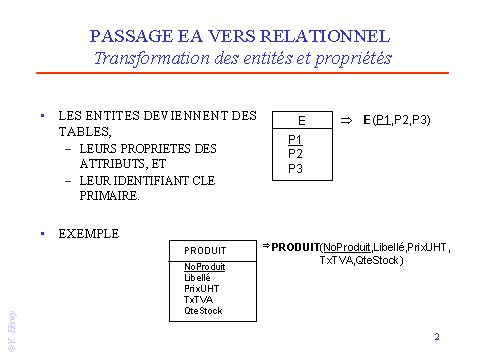 PASSAGE EA VERS RELATIONNEL
Transformation des entités et propriétés
• LES ENTITES DEVIENNENT DES
TABLES,
– LEURS PROPRIETES DES
ATTRIBUTS, ET
– LEUR IDENTIFIANT CLE
PRIMAIRE.
E
P1
P2
P3
⇒ E(P1,P2,P3)
• EXEMPLE
PRODUIT
NoProduit
Libellé
PrixUHT
TxTVA
QteStock
⇒PRODUIT(NoProduit,Libellé,PrixUHT,
TxTVA,QteStock)
2